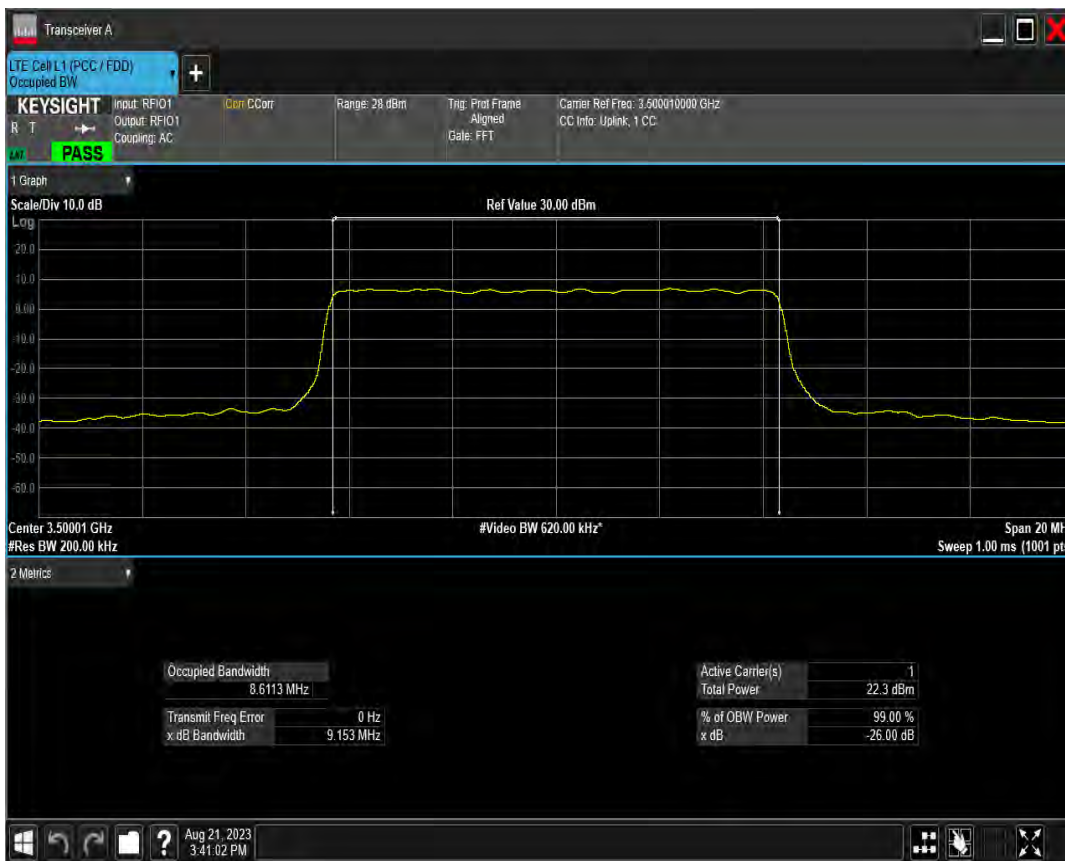 Transceiver A
LTE Cell L1 (PCC / FDD)
Occupied BW
+
KEYSIGHT
R T
PASS
Input: RFIO1
Output: RFIO1
Coupling: AC
Corr CCorr
Range: 28 dBm
Trig: Prot Frame
Aligned
Gate: FFT
Carrier Ref Freq: 3.500010000 GHz
CC Info: Uplink, 1 CC
1 Graph
Scale/Div 10.0 dB
Ref Value 30.00 dBm
Log
20.0
10.0
0.00
-10.0
-20.0
-30.0
-40.0
-50.0
-60.0
Center 3.50001 GHz
#Video BW 620.00 kHz*
Span 20 MH
#Res BW 200.00 kHz
Sweep 1.00 ms (1001 pt
2 Metrics
Occupied Bandwidth
8.6113 MHz
Transmit Freq Error 0 Hz
x dB Bandwidth 9.153 MHz
Active Carrier(s) 1
Total Power 22.3 dBm
% of OBW Power 99.00 %
x dB -26.00 dB
?
Aug 21, 2023
3:41:02 PM